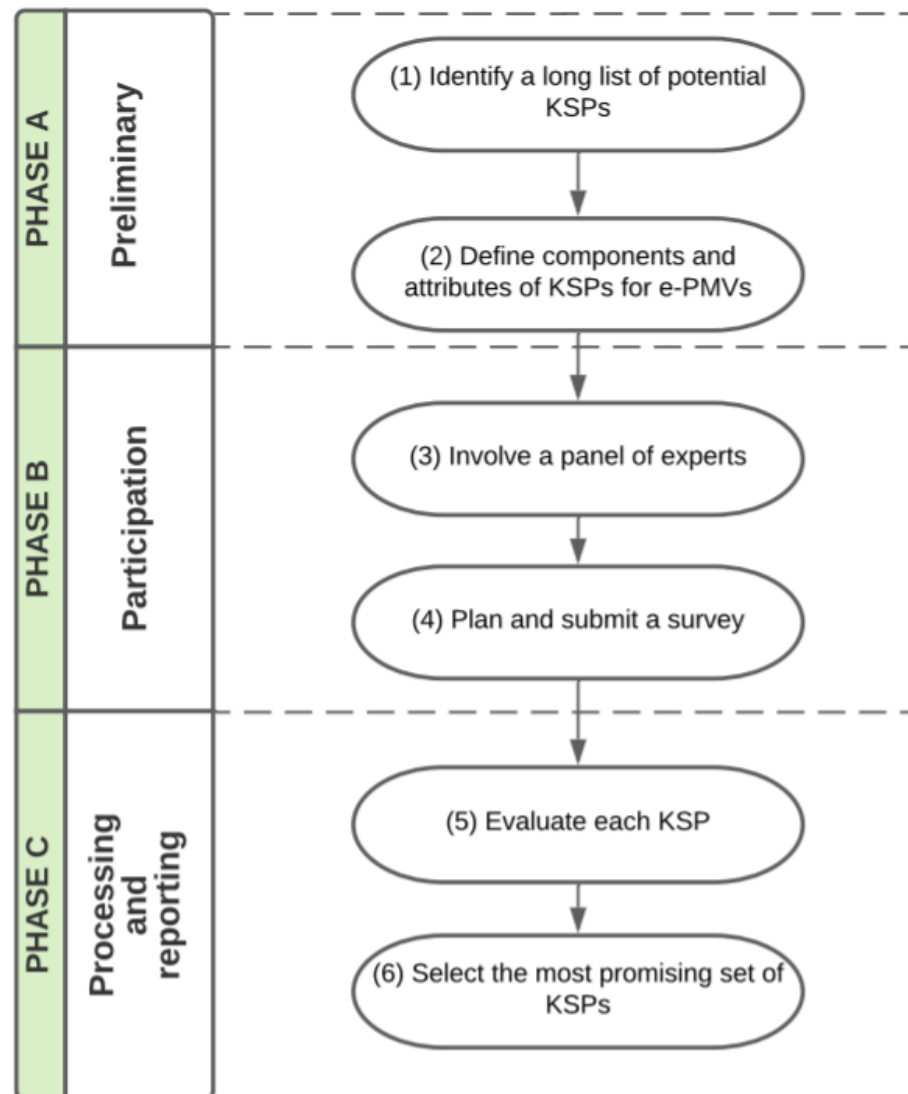 PHASE A
Preliminary
(1) Identify a long list of potential
KSPs
(2) Define components and
attributes of KSPs for e-PMVs
PHASE B
Participation
(3) Involve a panel of experts
(4) Plan and submit a survey
PHASE C
Processing
and
reporting
(5) Evaluate each KSP
(6) Select the most promising set of
KSPs